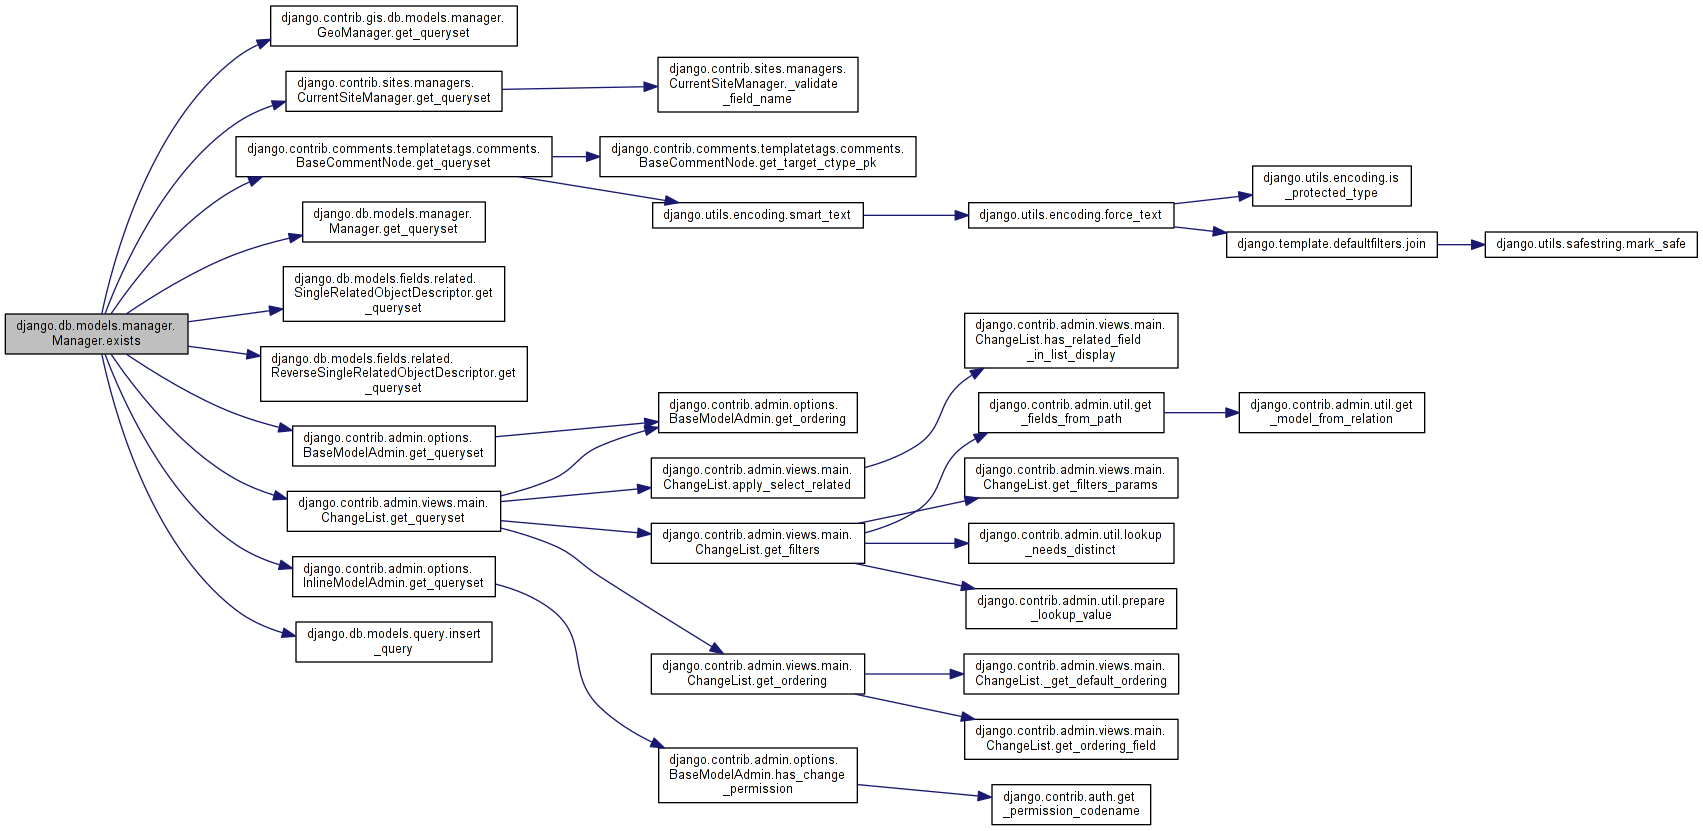 django.db.models.manager.
Manager.exists
django.contrib.gis.db.models.manager.
GeoManager.get_queryset
django.contrib.sites.managers.
CurrentSiteManager.get_queryset
django.contrib.sites.managers.
CurrentSiteManager._validate
_field_name
django.contrib.comments.templatetags.comments.
BaseCommentNode.get_queryset
django.contrib.comments.templatetags.comments.
BaseCommentNode.get_target_ctype_pk
django.utils.encoding.smart_text
django.utils.encoding.force_text
django.utils.encoding.is
_protected_type
django.template.defaultfilters.join
django.utils.safestring.mark_safe
django.db.models.manager.
Manager.get_queryset
django.db.models.fields.related.
SingleRelatedObjectDescriptor.get
_queryset
django.db.models.fields.related.
ReverseSingleRelatedObjectDescriptor.get
_queryset
django.contrib.admin.options.
BaseModelAdmin.get_queryset
django.contrib.admin.options.
BaseModelAdmin.get_ordering
django.contrib.admin.views.main.
ChangeList.get_queryset
django.contrib.admin.views.main.
ChangeList.apply_select_related
django.contrib.admin.views.main.
ChangeList.has_related_field
_in_list_display
django.contrib.admin.views.main.
ChangeList.get_filters
django.contrib.admin.util.get
_fields_from_path
django.contrib.admin.util.get
_model_from_relation
django.contrib.admin.views.main.
ChangeList.get_filters_params
django.contrib.admin.util.lookup
_needs_distinct
django.contrib.admin.util.prepare
_lookup_value
django.contrib.admin.views.main.
ChangeList.get_ordering
django.contrib.admin.views.main.
ChangeList._get_default_ordering
django.contrib.admin.views.main.
ChangeList.get_ordering_field
django.contrib.admin.options.
InlineModelAdmin.get_queryset
django.contrib.admin.options.
BaseModelAdmin.has_change
_permission
django.contrib.auth.get
_permission_codename
django.db.models.query.insert
_query